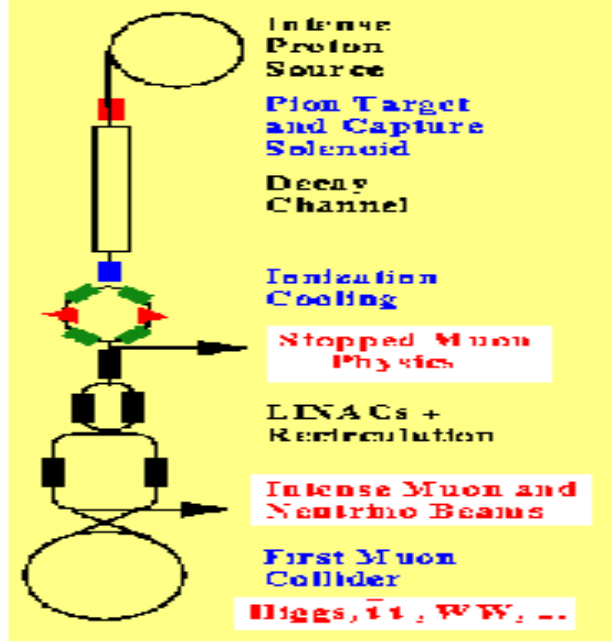 Intense
Proton
Source
Pion Target
and Capture
Solenoid
Decay
Channel
Ionization
Cooling
Stopped Muon
Physics
LINACs +
Recirculation
Intense Muon and
Neutrino Beams
First Muon
Collider
Higgs, t̄t, WW, ...